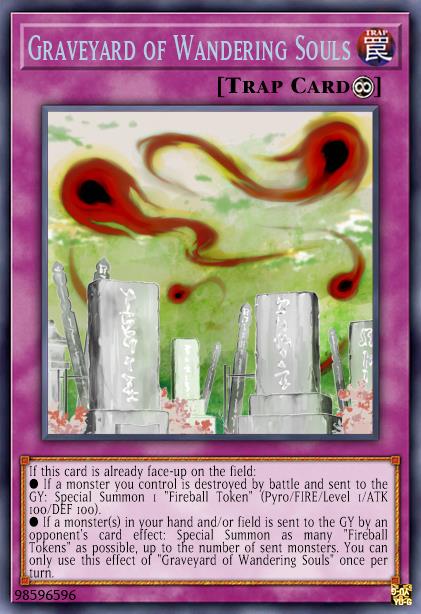 GRAVEYARD OF WANDERING SOULS
TRAP
罠
[TRAP CARD]
If this card is already face-up on the field:
● If a monster you control is destroyed by battle and sent to the
GY: Special Summon 1 "Fireball Token" (Pyro/FIRE/Level 1/ATK
100/DEF 100).
● If a monster(s) in your hand and/or field is sent to the GY by an
opponent's card effect: Special Summon as many "Fireball
Tokens" as possible, up to the number of sent monsters. You can
only use this effect of "Graveyard of Wandering Souls" once per
turn.
98596596